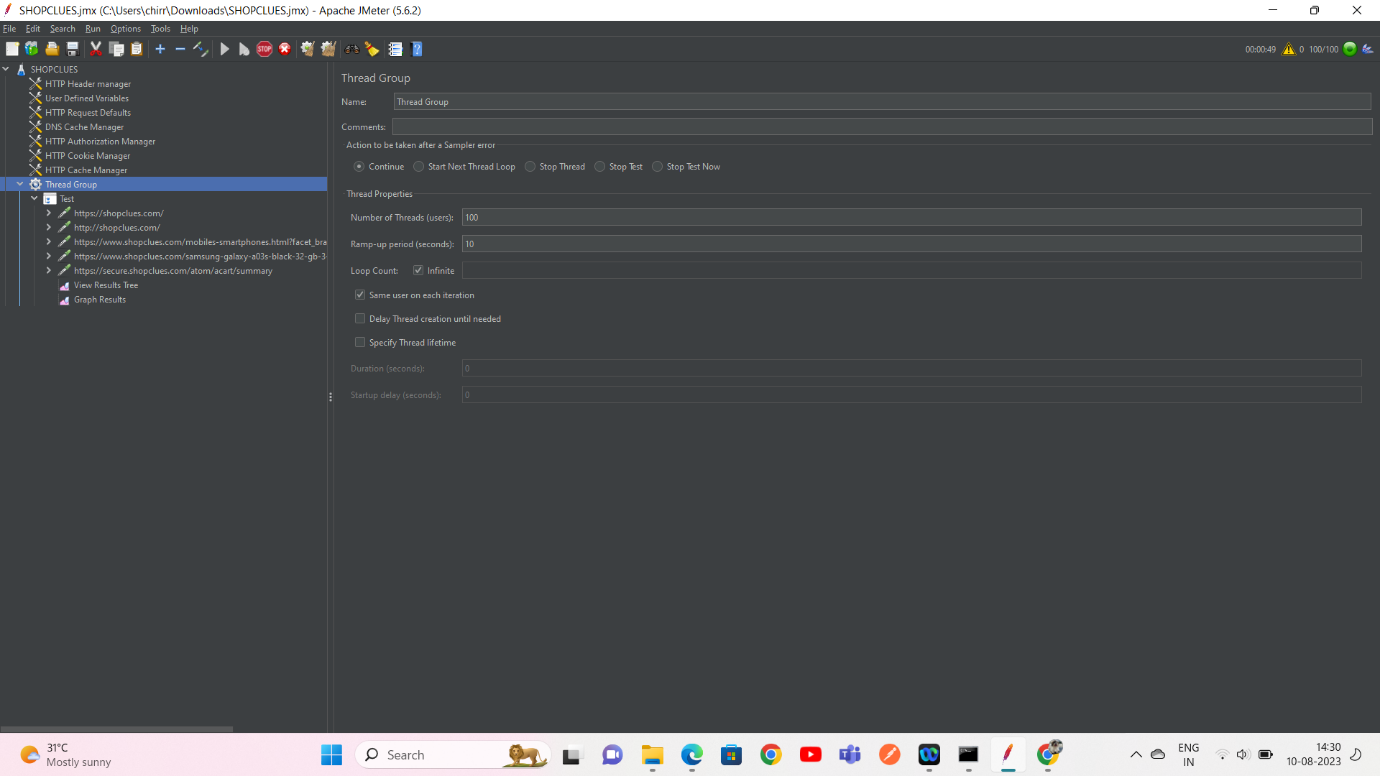 SHOPCLUES.jmx (C:\Users\chirr\Downloads\SHOPCLUES.jmx) - Apache JMeter (5.6.2)
File Edit Search Run Options Tools Help
STOP
00:00:49 0 100/100
SHOPCLUES
HTTP Header manager
User Defined Variables
HTTP Request Defaults
DNS Cache Manager
HTTP Authorization Manager
HTTP Cookie Manager
HTTP Cache Manager
Thread Group
Test
https://shopclues.com/
http://shopclues.com/
https://www.shopclues.com/mobiles-smartphones.html?facet_bra
https://www.shopclues.com/samsung-galaxy-a03s-black-32-gb-3-
https://secure.shopclues.com/atom/acart/summary
View Results Tree
Graph Results
Thread Group
Name: Thread Group
Comments:
Action to be taken after a Sampler error
Continue Start Next Thread Loop Stop Thread Stop Test Stop Test Now
Thread Properties
Number of Threads (users): 100
Ramp-up period (seconds): 10
Loop Count: Infinite
Same user on each iteration
Delay Thread creation until needed
Specify Thread lifetime
Duration (seconds): 0
Startup delay (seconds): 0
31°C
Mostly sunny
Search
ENG
IN
14:30
10-08-2023